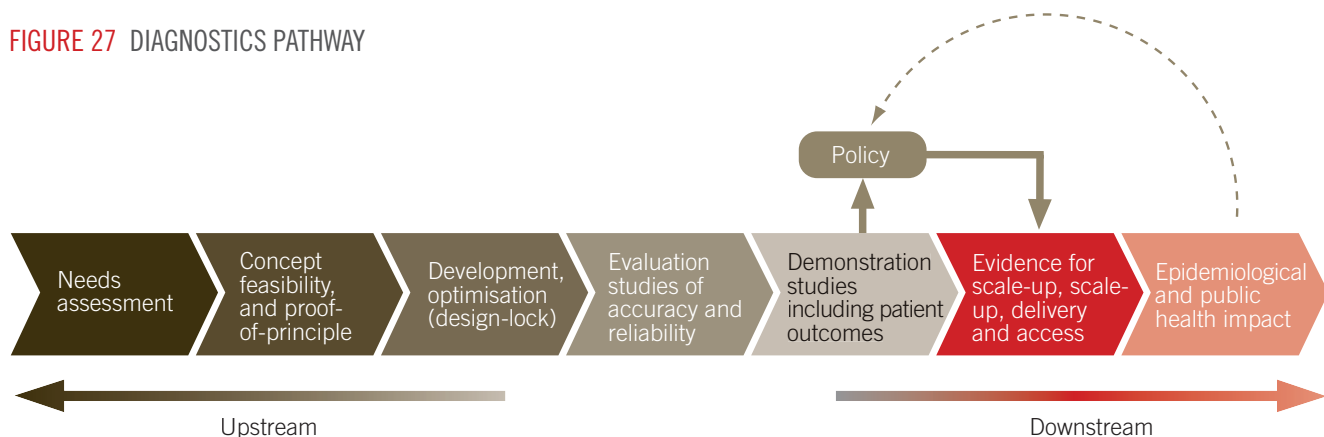 FIGURE 27 DIAGNOSTICS PATHWAY
Policy
Needs
assessment
Concept
feasibility,
and proof-
of-principle
Development,
optimisation
(design-lock)
Evaluation
studies of
accuracy and
reliability
Demonstration
studies
including patient
outcomes
Evidence for
scale-up, scale-
up, delivery
and access
Epidemiological
and public
health impact
Upstream
Downstream